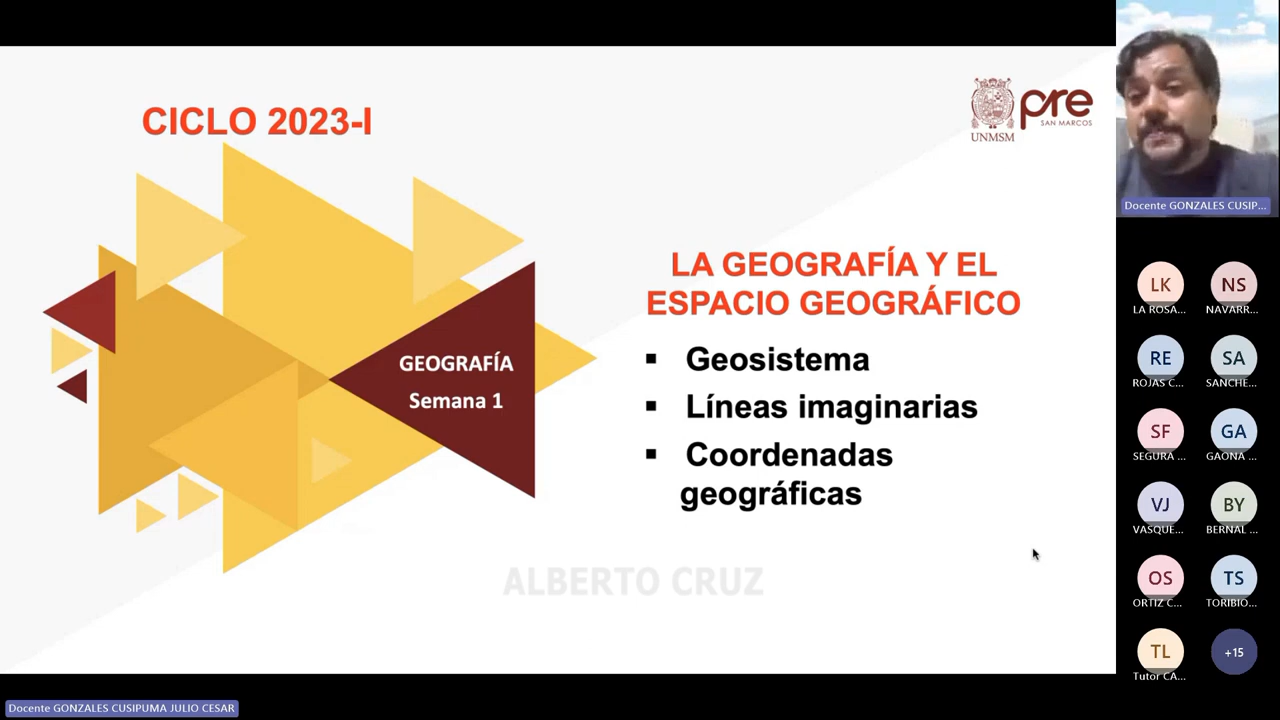 CICLO 2023-I
UNMSM
pre
SAN MARCOS
LA GEOGRAFÍA Y EL
ESPACIO GEOGRÁFICO
▪ Geosistema
▪ Líneas imaginarias
▪ Coordenadas
geográficas
GEOGRAFÍA
Semana 1
ALBERTO CRUZ
Docente GONZALES CUSIP...
LK
NS
LA ROSA...
NAVARR...
RE
SA
ROJAS C...
SANCHE...
SF
GA
SEGURA ...
GAONA ...
VJ
BY
VASQUE...
BERNAL ...
OS
TS
ORTIZ C...
TORIBIO...
TL
+15
Tutor CA...
Docente GONZALES CUSIPUMA JULIO CESAR